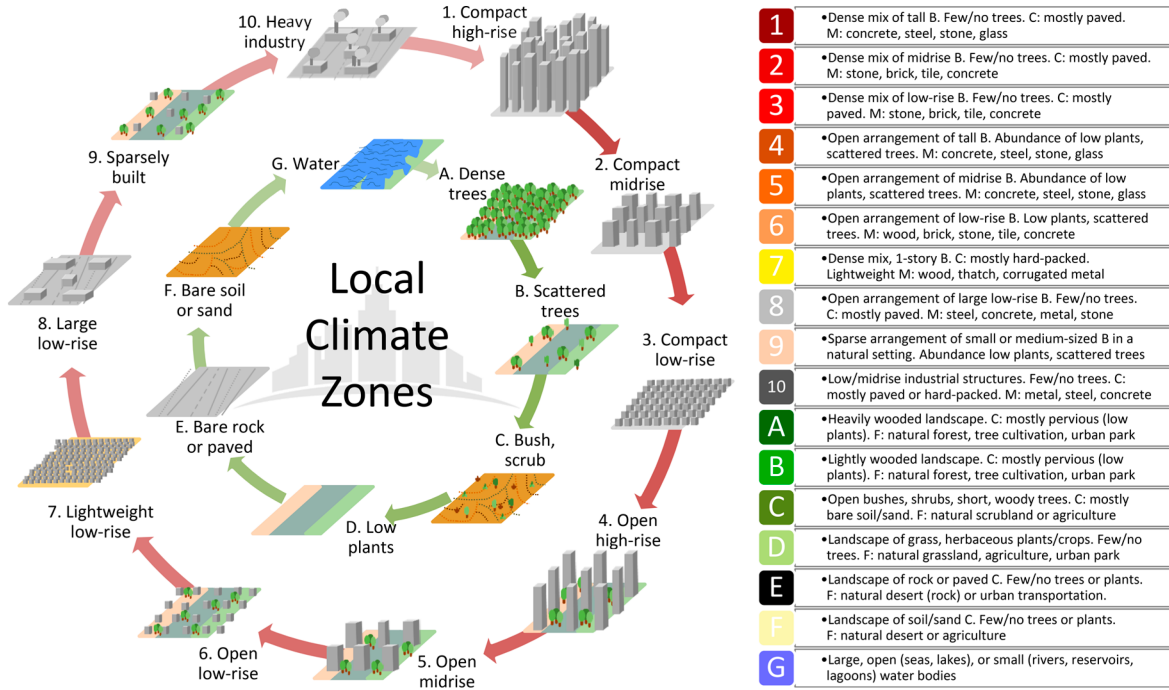 10. Heavy
industry
1. Compact
high-rise
2. Compact
midrise
3. Compact
low-rise
4. Open
high-rise
5. Open
midrise
6. Open
low-rise
7. Lightweight
low-rise
8. Large
low-rise
9. Sparsely
built
G. Water
A. Dense
trees
B. Scattered
trees
C. Bush,
scrub
D. Low
plants
E. Bare rock
or paved
F. Bare soil
or sand
Local
Climate
Zones
1
•Dense mix of tall B. Few/no trees. C: mostly paved.
M: concrete, steel, stone, glass
2
•Dense mix of midrise B. Few/no trees. C: mostly paved.
M: stone, brick, tile, concrete
3
•Dense mix of low-rise B. Few/no trees. C: mostly
paved. M: stone, brick, tile, concrete
4
•Open arrangement of tall B. Abundance of low plants,
scattered trees. M: concrete, steel, stone, glass
5
•Open arrangement of midrise B. Abundance of low
plants, scattered trees. M: concrete, steel, stone, glass
6
•Open arrangement of low-rise B. Low plants, scattered
trees. M: wood, brick, stone, tile, concrete
7
•Dense mix, 1-story B. C: mostly hard-packed.
Lightweight M: wood, thatch, corrugated metal
8
•Open arrangement of large low-rise B. Few/no trees.
C: mostly paved. M: steel, concrete, metal, stone
9
•Sparse arrangement of small or medium-sized B in a
natural setting. Abundance low plants, scattered trees
10
•Low/midrise industrial structures. Few/no trees. C:
mostly paved or hard-packed. M: metal, steel, concrete
A
•Heavily wooded landscape. C: mostly pervious (low
plants). F: natural forest, tree cultivation, urban park
B
•Lightly wooded landscape. C: mostly pervious (low
plants). F: natural forest, tree cultivation, urban park
C
•Open bushes, shrubs, short, woody trees. C: mostly
bare soil/sand. F: natural scrubland or agriculture
D
•Landscape of grass, herbaceous plants/crops. Few/no
trees. F: natural grassland, agriculture, urban park
E
•Landscape of rock or paved C. Few/no trees or plants.
F: natural desert (rock) or urban transportation.
F
•Landscape of soil/sand C. Few/no trees or plants.
F: natural desert or agriculture
G
•Large, open (seas, lakes), or small (rivers, reservoirs,
lagoons) water bodies